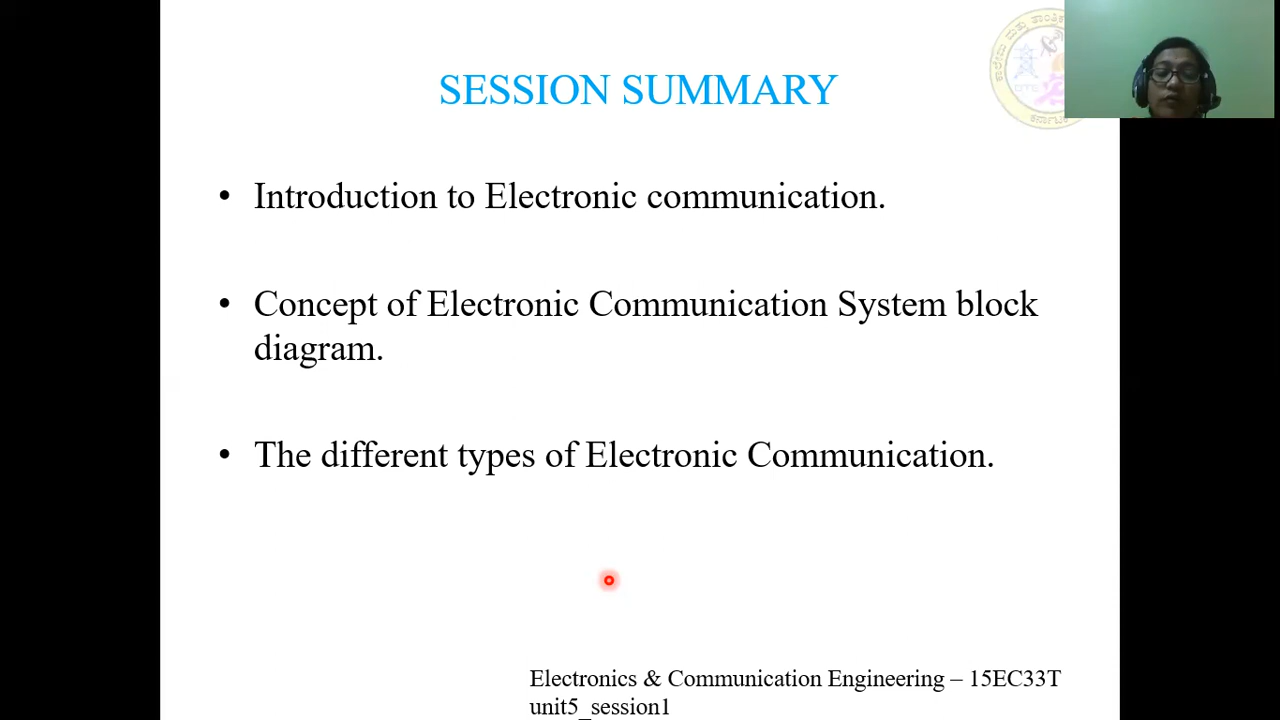 SESSION SUMMARY
• Introduction to Electronic communication.
• Concept of Electronic Communication System block
diagram.
• The different types of Electronic Communication.
Electronics & Communication Engineering – 15EC33T
unit5_session1